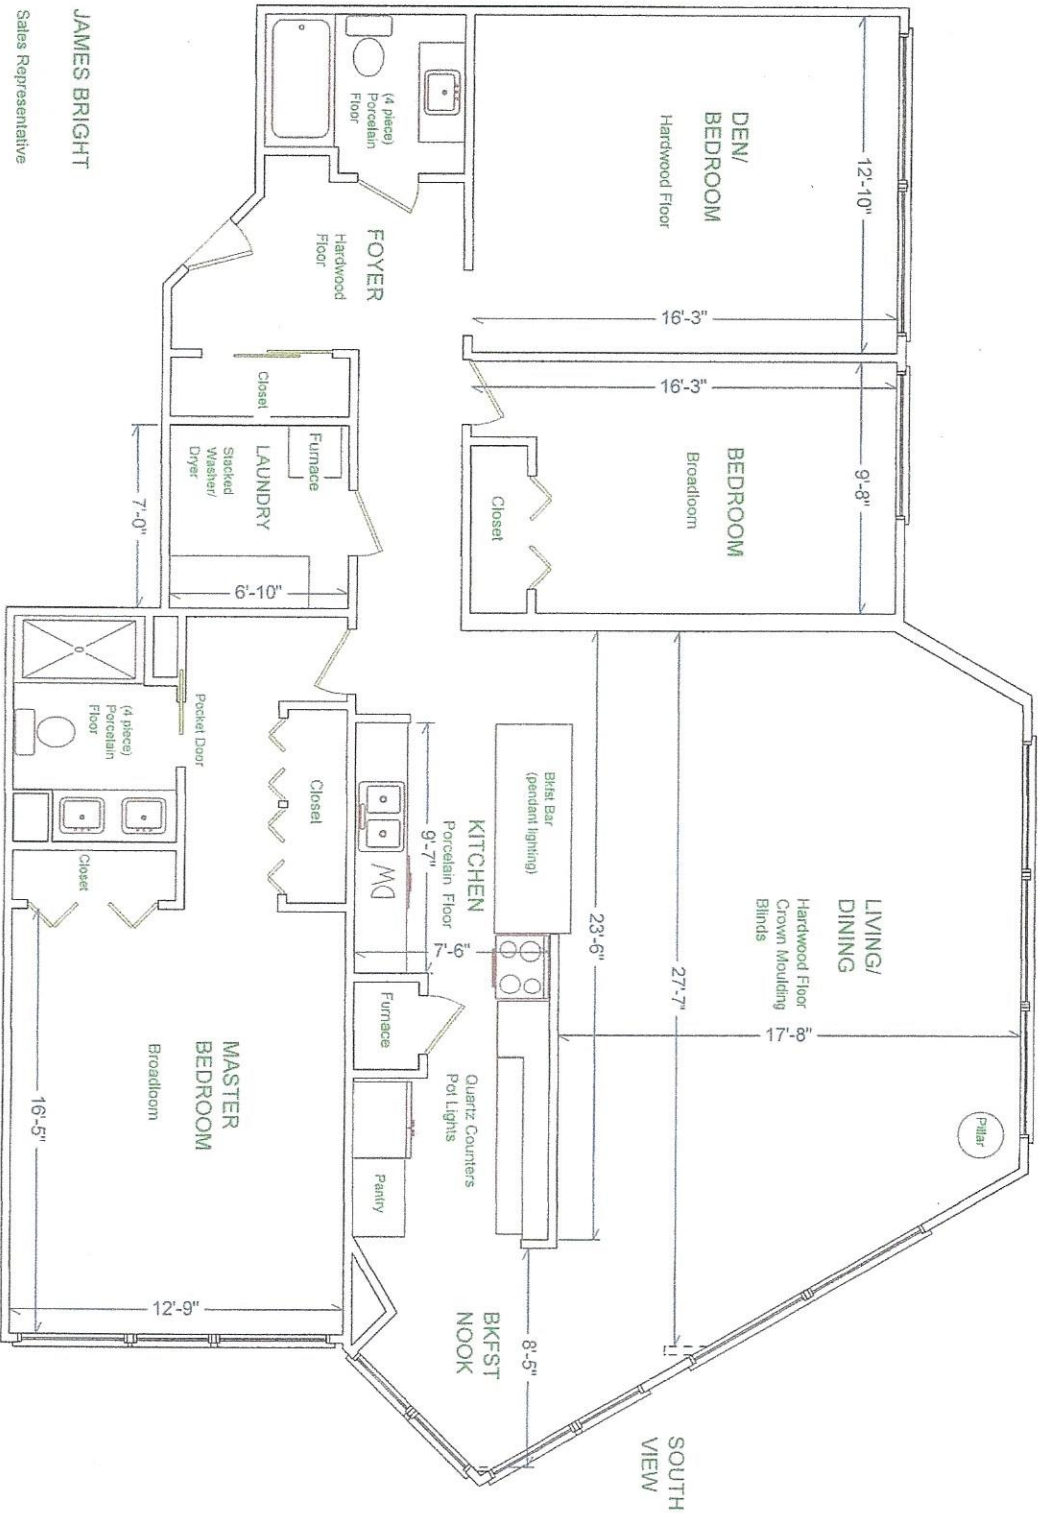 JAMES BRIGHT
Sales Representative
(4 piece)
Porcelain
Floor
DEN/
BEDROOM
Hardwood Floor
12'-10"
16'-3"
FOYER
Hardwood
Floor
Closet
BEDROOM
Broadloom
16'-3"
9'-8"
Closet
LAUNDRY
Stacked
Washer/
Dryer
Furnace
7'-0"
6'-10"
Pocket Door
(4 piece)
Porcelain
Floor
Closet
Closet
KITCHEN
Porcelain Floor
9'-7"
7'-6"
DW
Bkfst Bar
(pendant lighting)
23'-6"
27'-7"
LIVING/
DINING
Hardwood Floor
Crown Moulding
Blinds
17'-8"
Pillar
Furnace
Quartz Counters
Pot Lights
Pantry
MASTER
BEDROOM
Broadloom
16'-5"
12'-9"
BKFST
NOOK
8'-5"
SOUTH
VIEW